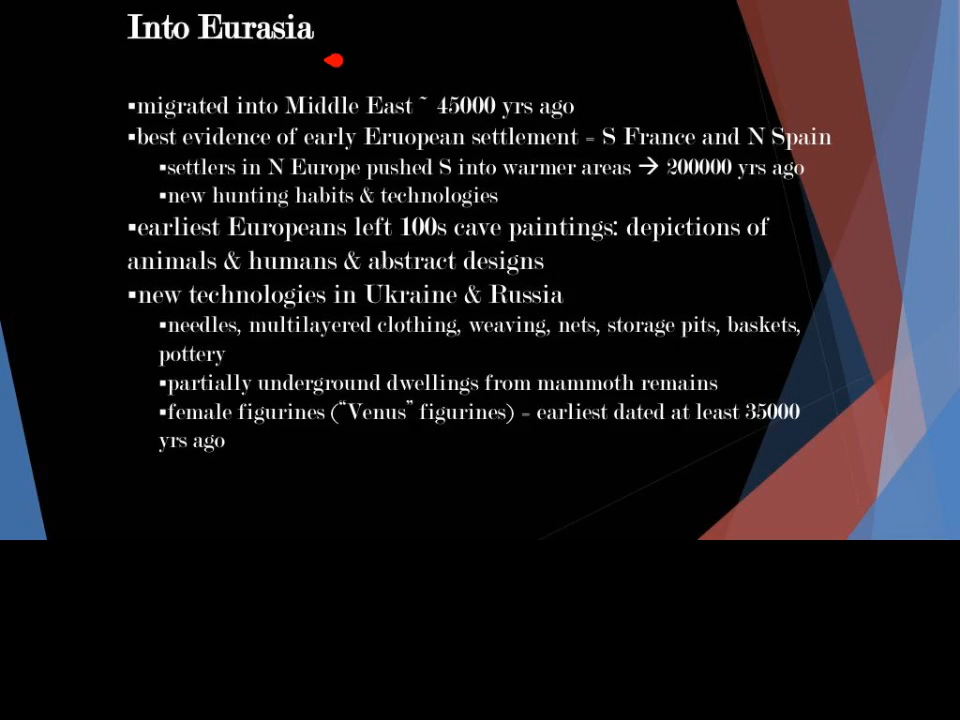 Into Eurasia
▪migrated into Middle East ~ 45000 yrs ago
▪best evidence of early Eruopean settlement = S France and N Spain
▪settlers in N Europe pushed S into warmer areas → 200000 yrs ago
▪new hunting habits & technologies
▪earliest Europeans left 100s cave paintings: depictions of
animals & humans & abstract designs
▪new technologies in Ukraine & Russia
▪needles, multilayered clothing, weaving, nets, storage pits, baskets,
pottery
▪partially underground dwellings from mammoth remains
▪female figurines (“Venus” figurines) = earliest dated at least 35000
yrs ago